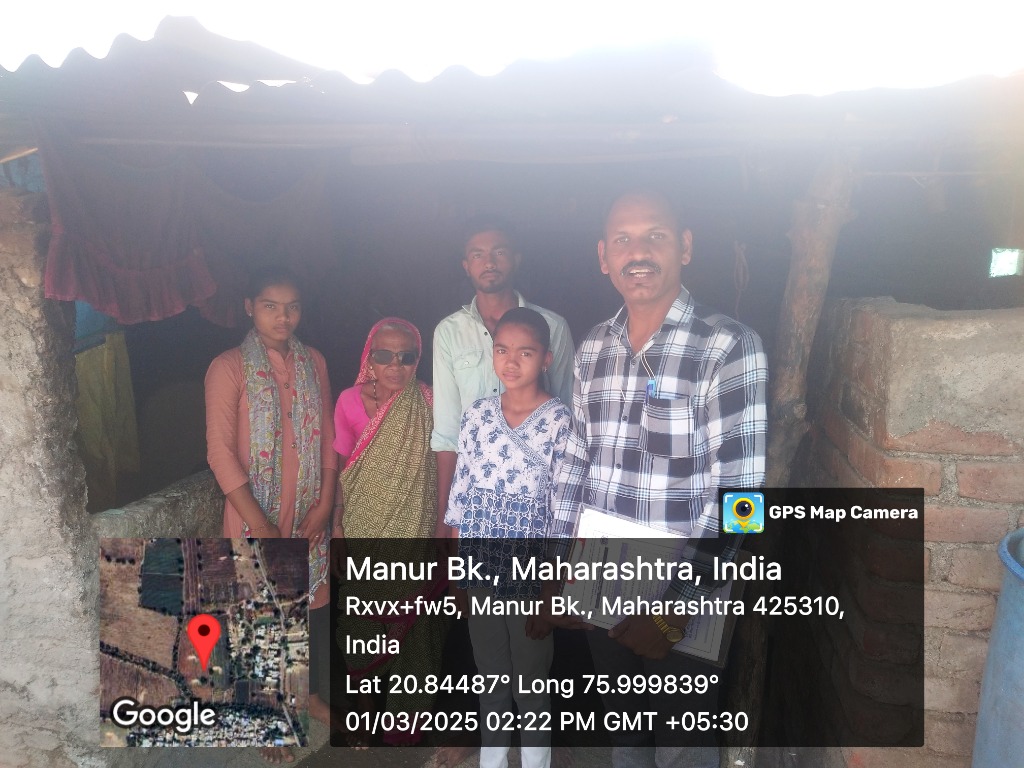 GPS Map Camera
Manur Bk., Maharashtra, India
Rxvx+fw5, Manur Bk., Maharashtra 425310,
India
Lat 20.84487° Long 75.999839°
01/03/2025 02:22 PM GMT +05:30
Google